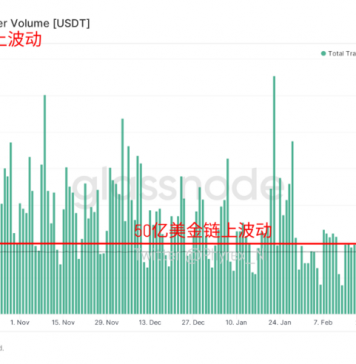 er Volume [USDT]
上波动
Total Tra
glassnode
50亿美金链上波动
1. Nov 15. Nov 29. Nov 13. Dec 27. Dec 10. Jan 24. Jan 7. Feb